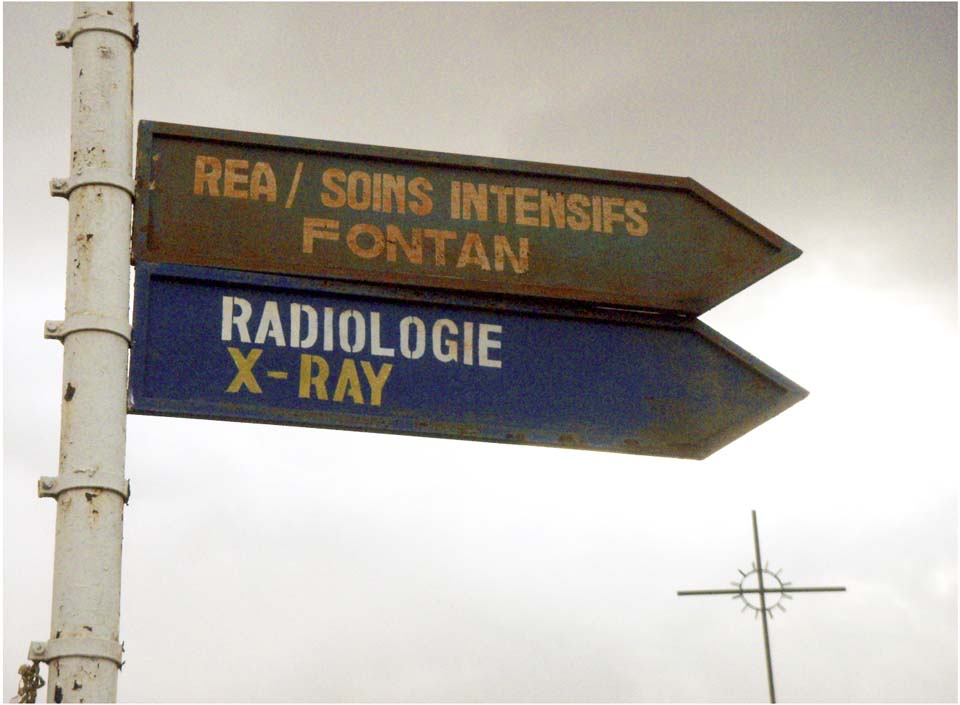 REA / SOINS INTENSIFS
FONTAN
RADIOLOGIE
X-RAY